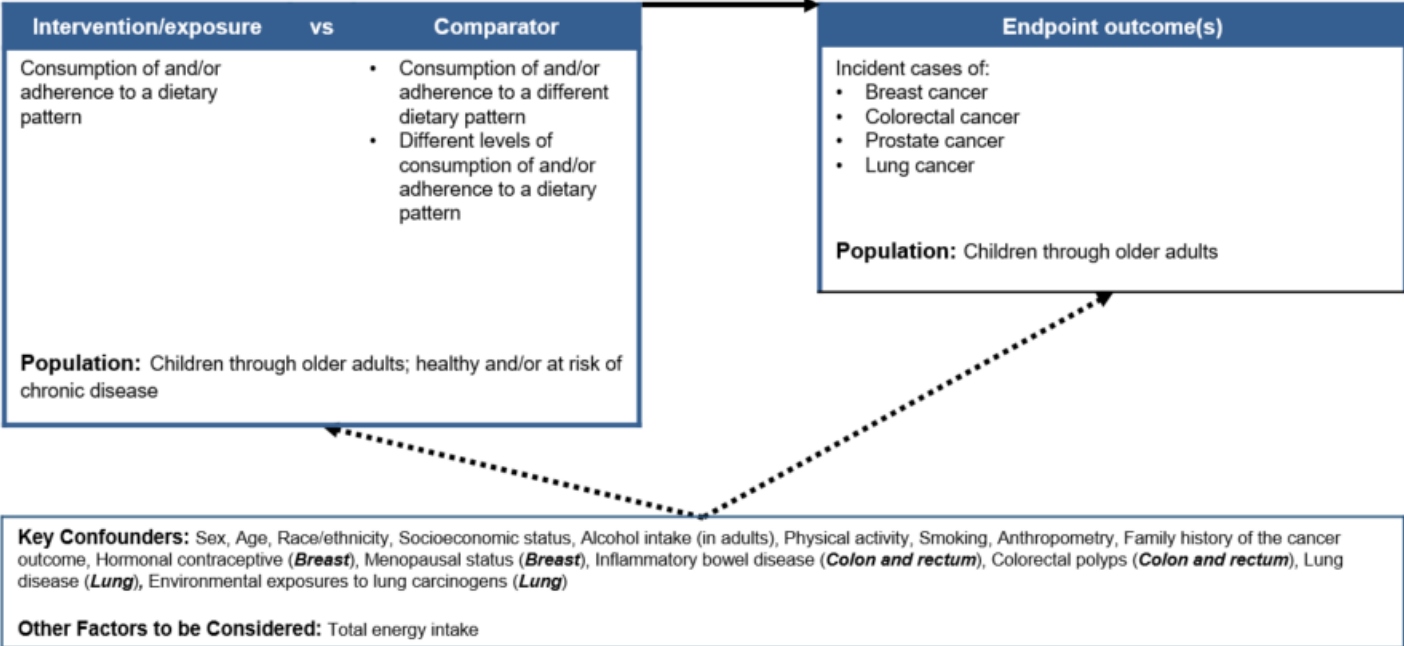 Intervention/exposure vs Comparator
Consumption of and/or
adherence to a dietary
pattern
• Consumption of and/or
adherence to a different
dietary pattern
• Different levels of
consumption of and/or
adherence to a dietary
pattern
Population: Children through older adults; healthy and/or at risk of
chronic disease
Endpoint outcome(s)
Incident cases of:
• Breast cancer
• Colorectal cancer
• Prostate cancer
• Lung cancer
Population: Children through older adults
Key Confounders: Sex, Age, Race/ethnicity, Socioeconomic status, Alcohol intake (in adults), Physical activity, Smoking, Anthropometry, Family history of the cancer
outcome, Hormonal contraceptive (Breast), Menopausal status (Breast), Inflammatory bowel disease (Colon and rectum), Colorectal polyps (Colon and rectum), Lung
disease (Lung), Environmental exposures to lung carcinogens (Lung)
Other Factors to be Considered: Total energy intake